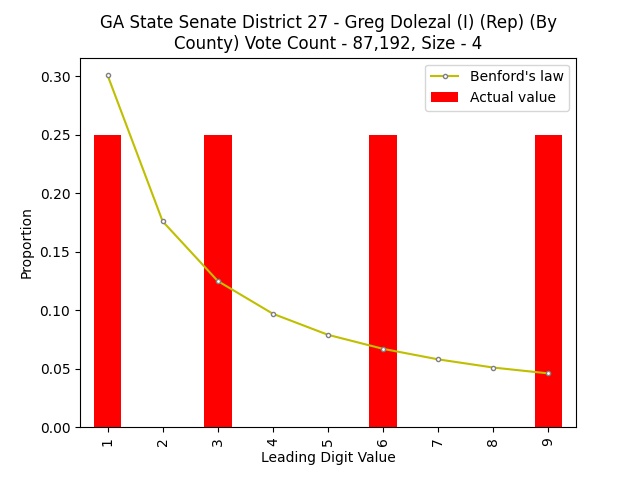 GA State Senate District 27 - Greg Dolezal (I) (Rep) (By
County) Vote Count - 87,192, Size - 4
Benford's law
Actual value
0.30
0.25
0.20
0.15
0.10
0.05
0.00
Proportion
1 2 3 4 5 6 7 8 9
Leading Digit Value